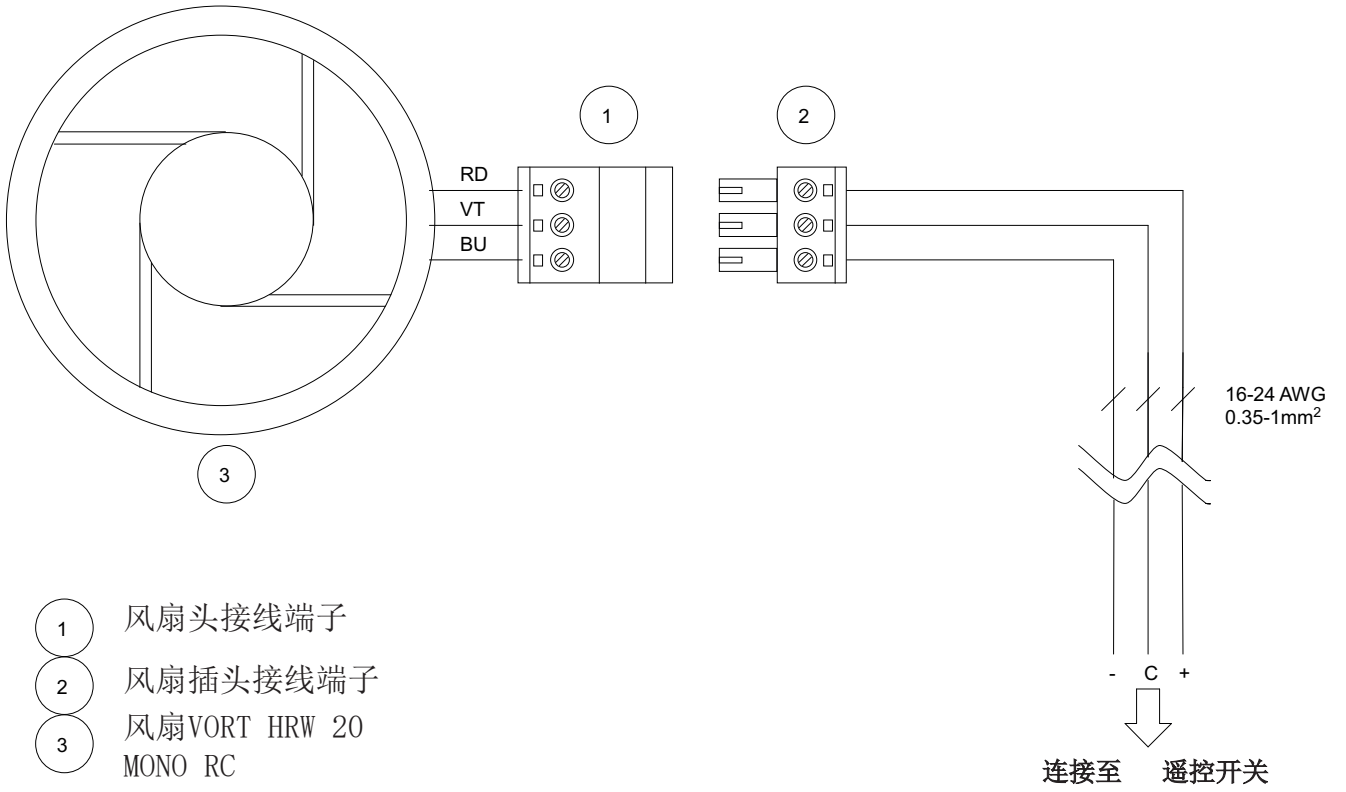 1
2
RD
VT
BU
16-24 AWG
0.35-1mm²
3
1 风扇头接线端子
2 风扇插头接线端子
3 风扇VORT HRW 20
MONO RC
- C +
连接至 遥控开关